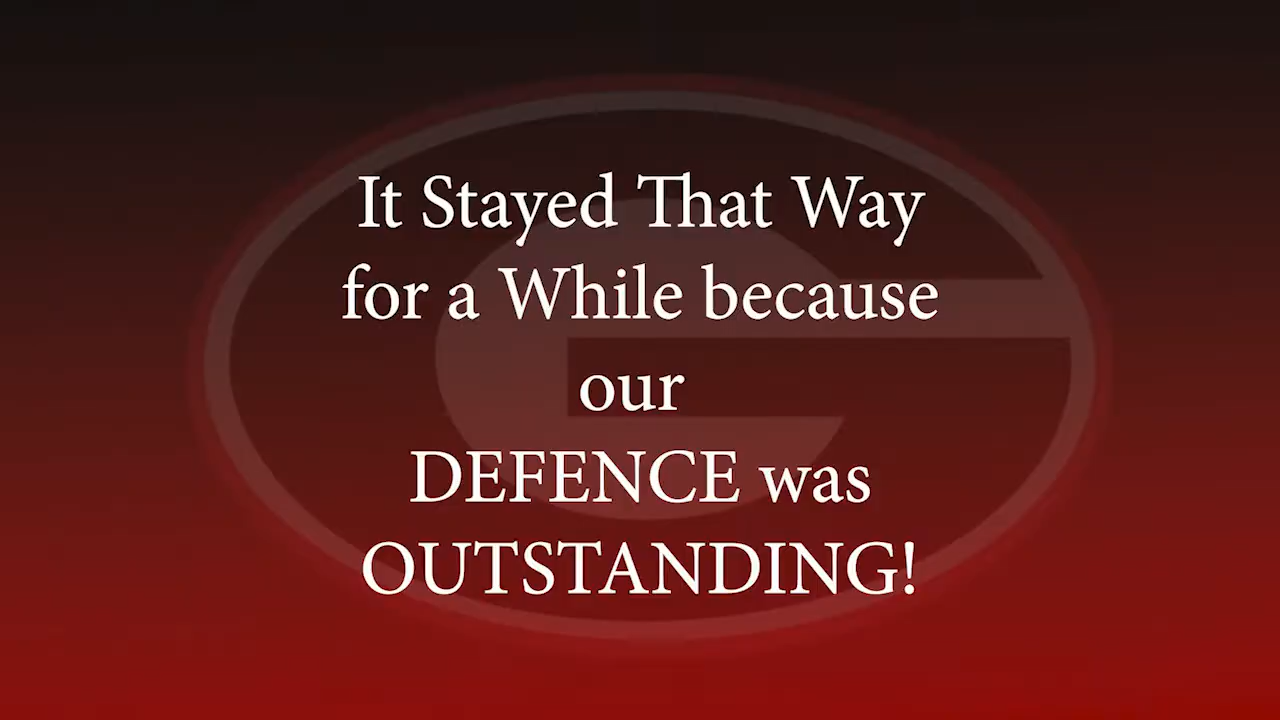 It Stayed That Way
for a While because
our
DEFENCE was
OUTSTANDING!